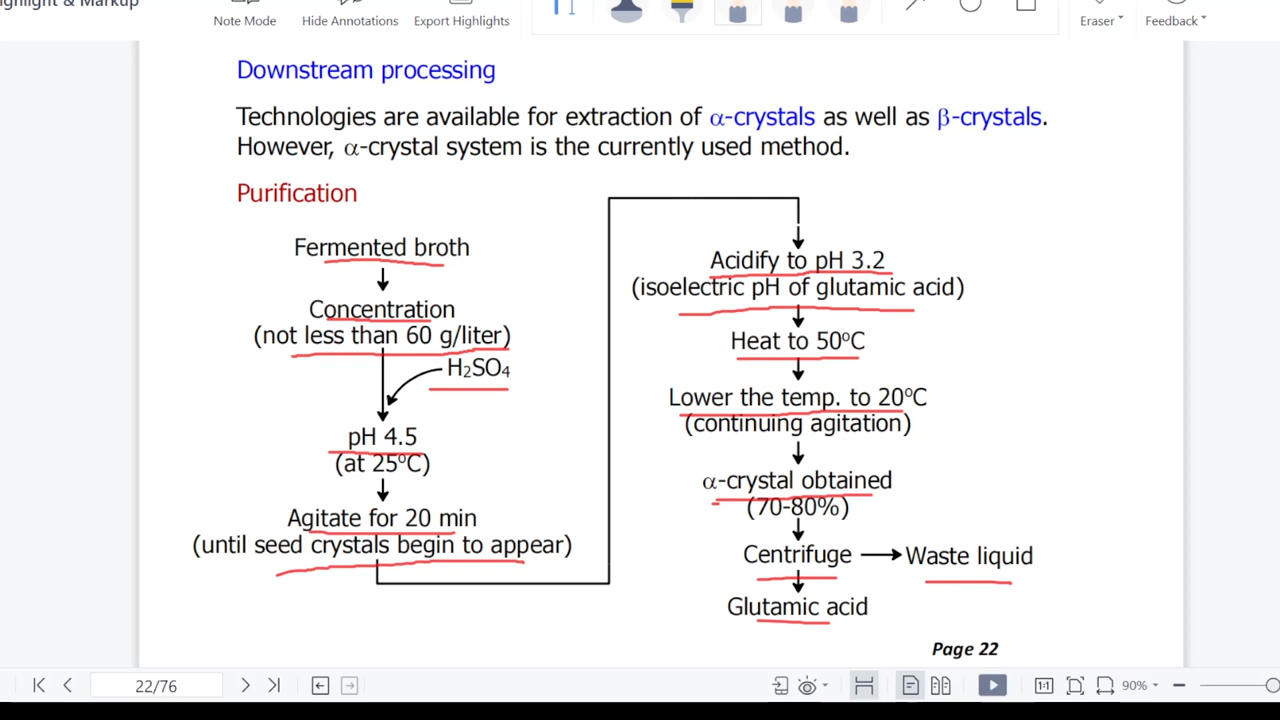 ighlight & Markup
Note Mode
Hide Annotations
Export Highlights
Eraser
Feedback
Downstream processing
Technologies are available for extraction of α-crystals as well as β-crystals.
However, α-crystal system is the currently used method.
Purification
Fermented broth
Concentration
(not less than 60 g/liter)
H₂SO₄
pH 4.5
(at 25°C)
Agitate for 20 min
(until seed crystals begin to appear)
Acidify to pH 3.2
(isoelectric pH of glutamic acid)
Heat to 50°C
Lower the temp. to 20°C
(continuing agitation)
α-crystal obtained
(70-80%)
Centrifuge
Waste liquid
Glutamic acid
Page 22
22/76
1:1
90%